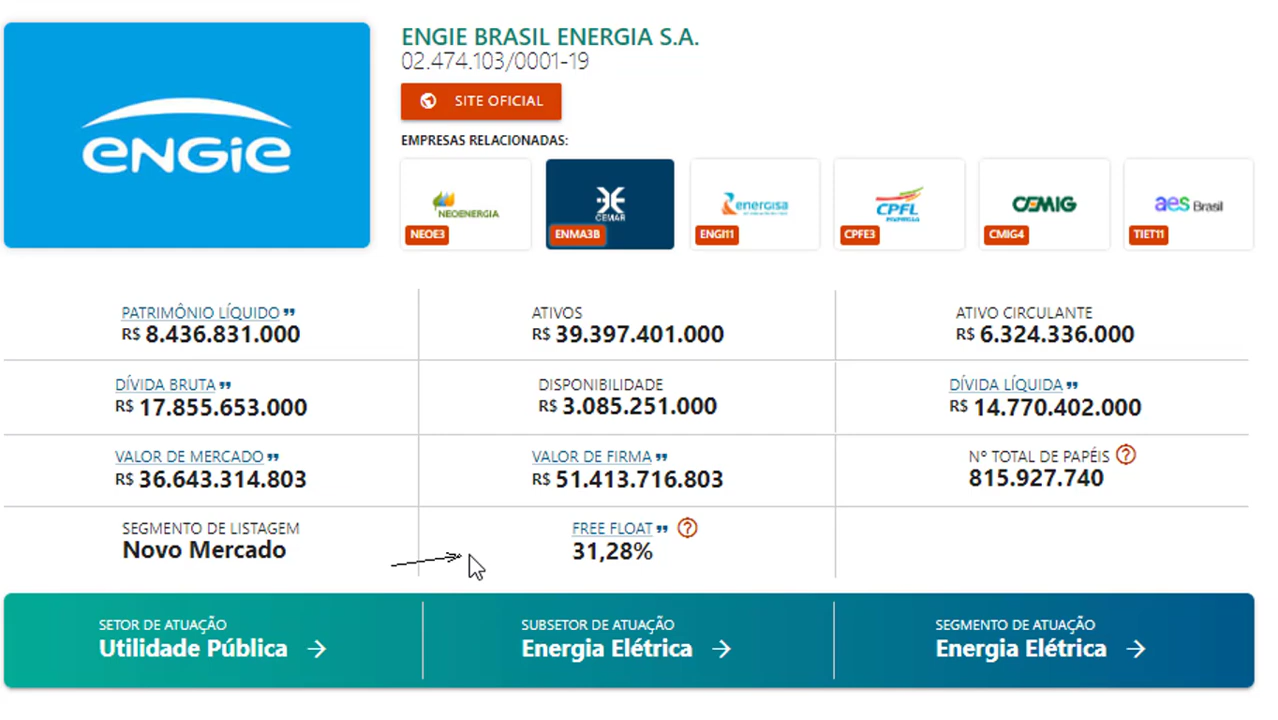 ENGIE
ENGIE BRASIL ENERGIA S.A.
02.474.103/0001-19
SITE OFICIAL
EMPRESAS RELACIONADAS:
NEOENERGIA
NEOE3
CEMAR
ENMA3B
energisa
ENGI11
CPFL
CPFE3
CEMIG
CMIG4
aes Brasil
TIET11
PATRIMÔNIO LÍQUIDO
R$ 8.436.831.000
ATIVOS
R$ 39.397.401.000
ATIVO CIRCULANTE
R$ 6.324.336.000
DÍVIDA BRUTA
R$ 17.855.653.000
DISPONIBILIDADE
R$ 3.085.251.000
DÍVIDA LÍQUIDA
R$ 14.770.402.000
VALOR DE MERCADO
R$ 36.643.314.803
VALOR DE FIRMA
R$ 51.413.716.803
Nº TOTAL DE PAPÉIS ?
815.927.740
SEGMENTO DE LISTAGEM
Novo Mercado
FREE FLOAT ?
31,28%
SETOR DE ATUAÇÃO
Utilidade Pública →
SUBSETOR DE ATUAÇÃO
Energia Elétrica →
SEGMENTO DE ATUAÇÃO
Energia Elétrica →